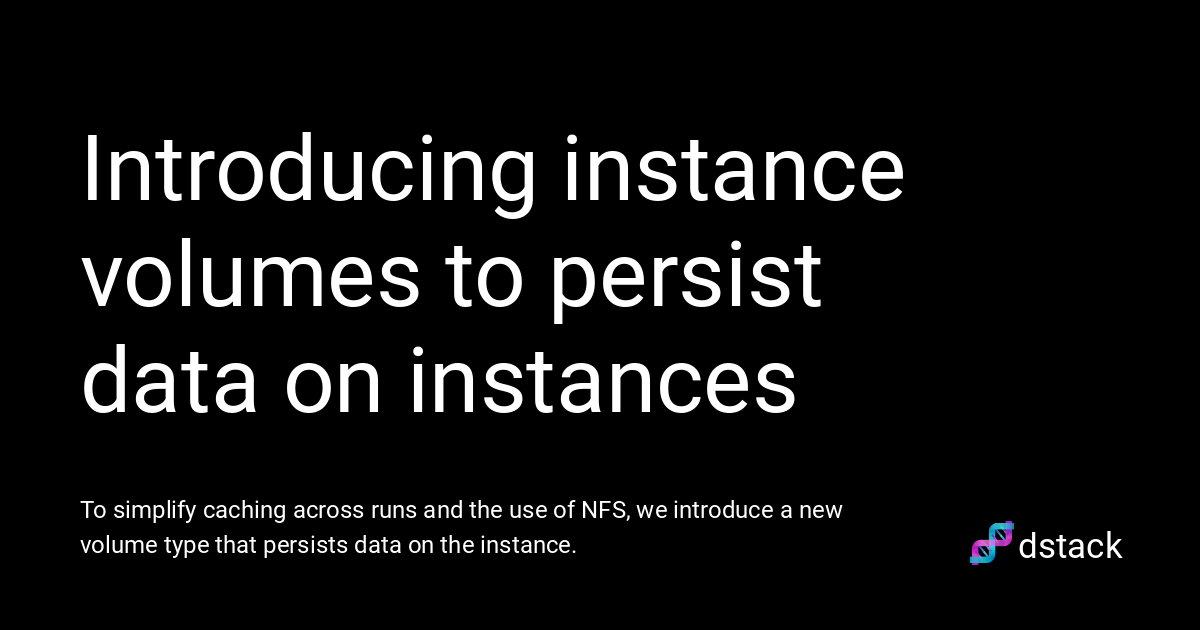 Introducing instance
volumes to persist
data on instances
To simplify caching across runs and the use of NFS, we introduce a new
volume type that persists data on the instance.
dstack